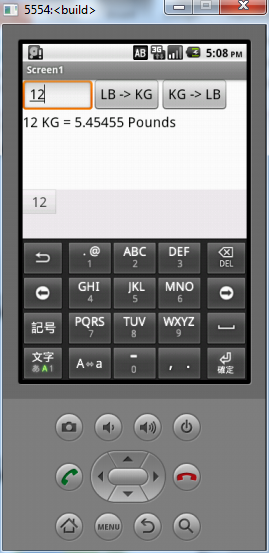 5554:<build>
AB 3G 5:08 PM
Screen1
12 LB -> KG KG -> LB
12 KG = 5.45455 Pounds
12
. @ ABC DEF DEL
1 2 3
GHI JKL MNO
4 5 6
記号 PQRS TUV WXYZ
7 8 9
文字 A⇔a - , . 確定
あA1 0
MENU